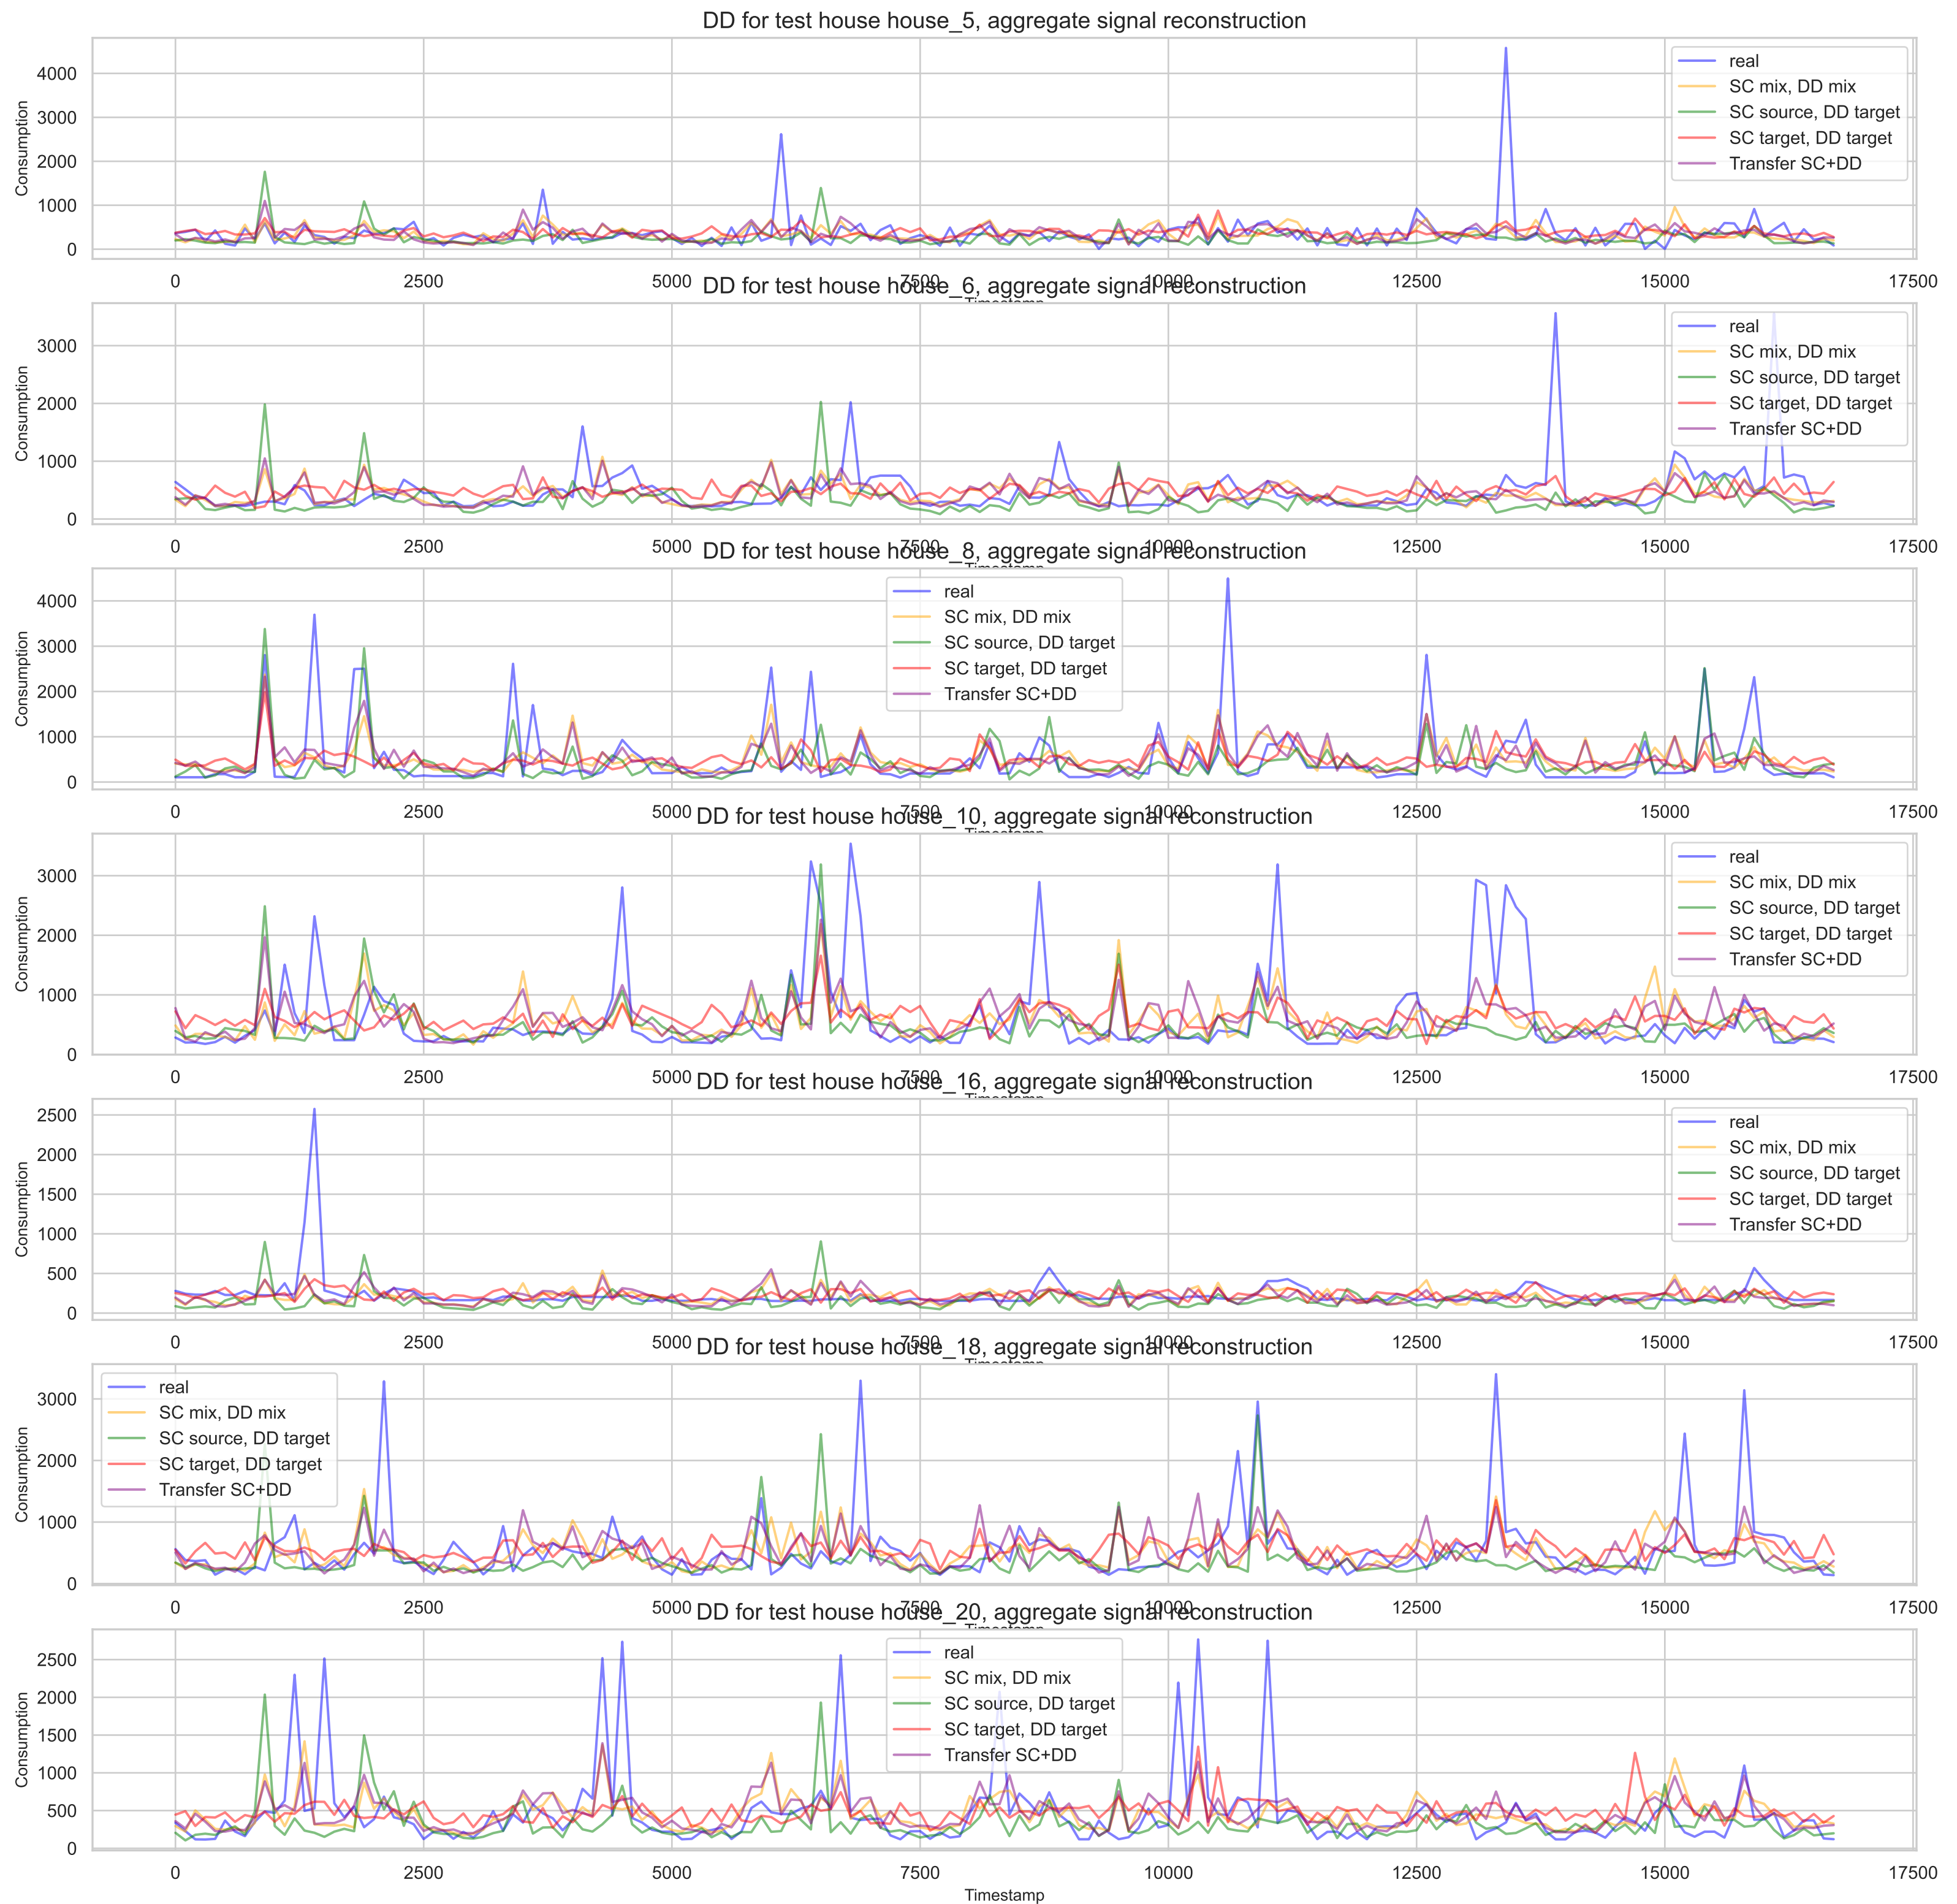 DD for test house house_5, aggregate signal reconstruction
4000
3000
2000
1000
0
Consumption
real
SC mix, DD mix
SC source, DD target
SC target, DD target
Transfer SC+DD
0 2500 5000 7500 10000 12500 15000 17500
Timestamp
DD for test house house_6, aggregate signal reconstruction
3000
2000
1000
0
Consumption
real
SC mix, DD mix
SC source, DD target
SC target, DD target
Transfer SC+DD
0 2500 5000 7500 10000 12500 15000 17500
Timestamp
DD for test house house_8, aggregate signal reconstruction
4000
3000
2000
1000
0
Consumption
real
SC mix, DD mix
SC source, DD target
SC target, DD target
Transfer SC+DD
0 2500 5000 7500 10000 12500 15000 17500
Timestamp
DD for test house house_10, aggregate signal reconstruction
3000
2000
1000
0
Consumption
real
SC mix, DD mix
SC source, DD target
SC target, DD target
Transfer SC+DD
0 2500 5000 7500 10000 12500 15000 17500
Timestamp
DD for test house house_16, aggregate signal reconstruction
2500
2000
1500
1000
500
0
Consumption
real
SC mix, DD mix
SC source, DD target
SC target, DD target
Transfer SC+DD
0 2500 5000 7500 10000 12500 15000 17500
Timestamp
DD for test house house_18, aggregate signal reconstruction
3000
2000
1000
0
Consumption
real
SC mix, DD mix
SC source, DD target
SC target, DD target
Transfer SC+DD
0 2500 5000 7500 10000 12500 15000 17500
Timestamp
DD for test house house_20, aggregate signal reconstruction
2500
2000
1500
1000
500
0
Consumption
real
SC mix, DD mix
SC source, DD target
SC target, DD target
Transfer SC+DD
0 2500 5000 7500 10000 12500 15000 17500
Timestamp